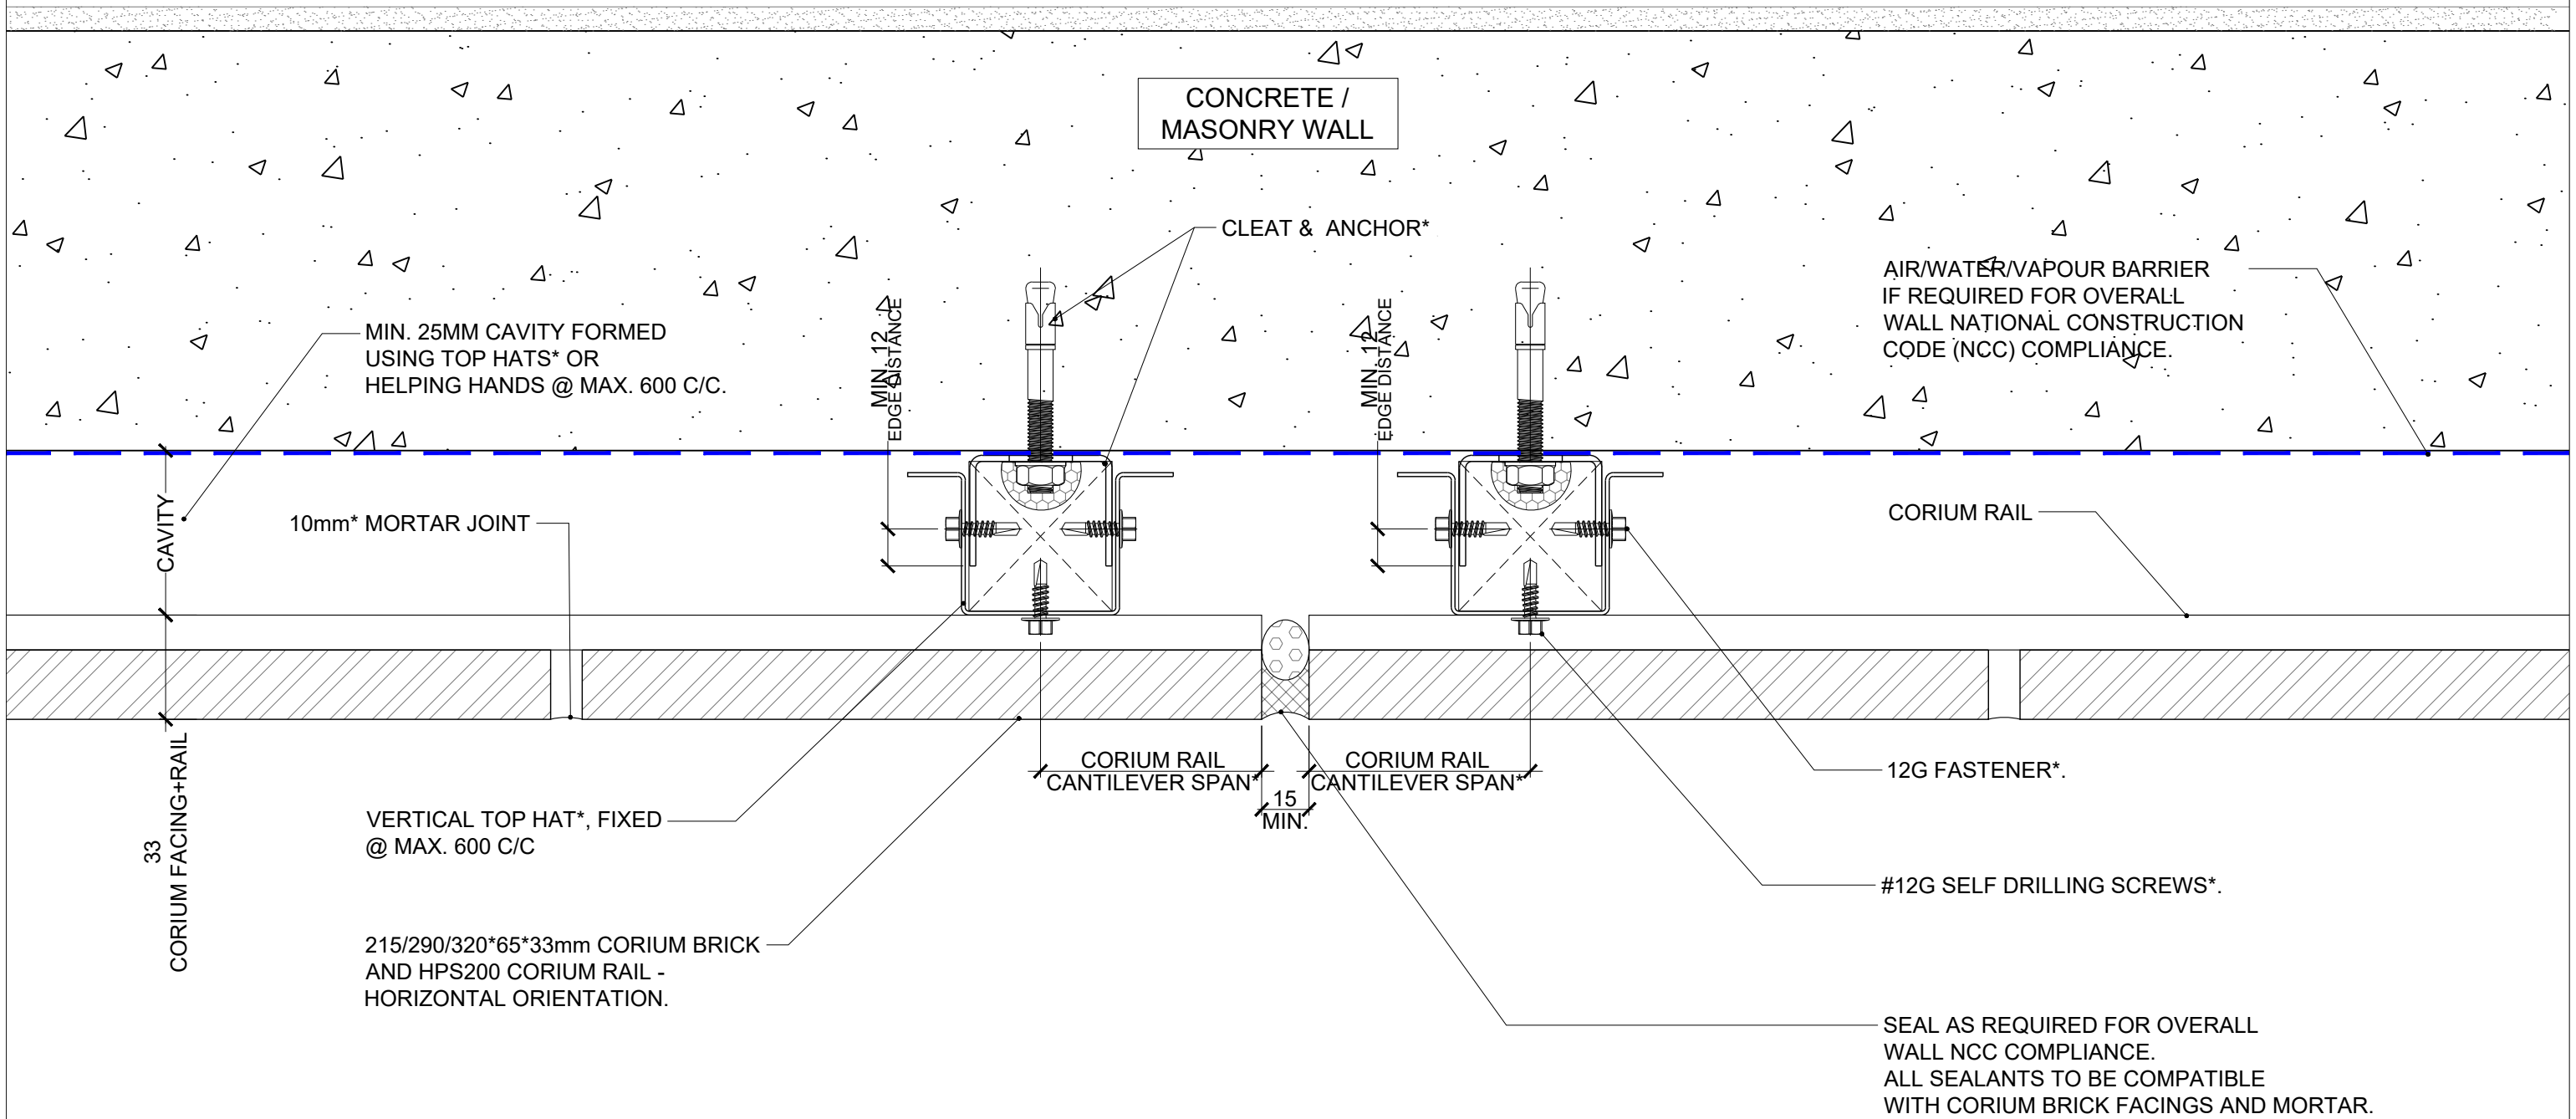 CONCRETE /
MASONRY WALL
CLEAT &  ANCHOR*
AIR/WATER/VAPOUR BARRIER
IF REQUIRED FOR OVERALL
WALL NATIONAL CONSTRUCTION
CODE (NCC) COMPLIANCE.
MIN. 25MM CAVITY FORMED
USING TOP HATS* OR
HELPING HANDS @ MAX. 600 C/C.
MIN. 12
EDGE DISTANCE
MIN. 12
EDGE DISTANCE
CAVITY
10mm* MORTAR JOINT
CORIUM RAIL
33
CORIUM FACING+RAIL
CORIUM RAIL
CANTILEVER SPAN*
CORIUM RAIL
CANTILEVER SPAN*
15
MIN.
12G FASTENER*.
VERTICAL TOP HAT*, FIXED
@ MAX. 600 C/C
#12G SELF DRILLING SCREWS*.
215/290/320*65*33mm CORIUM BRICK
AND HPS200 CORIUM RAIL -
HORIZONTAL ORIENTATION.
SEAL AS REQUIRED FOR OVERALL
WALL NCC COMPLIANCE.
ALL SEALANTS TO BE COMPATIBLE
WITH CORIUM BRICK FACINGS AND MORTAR.